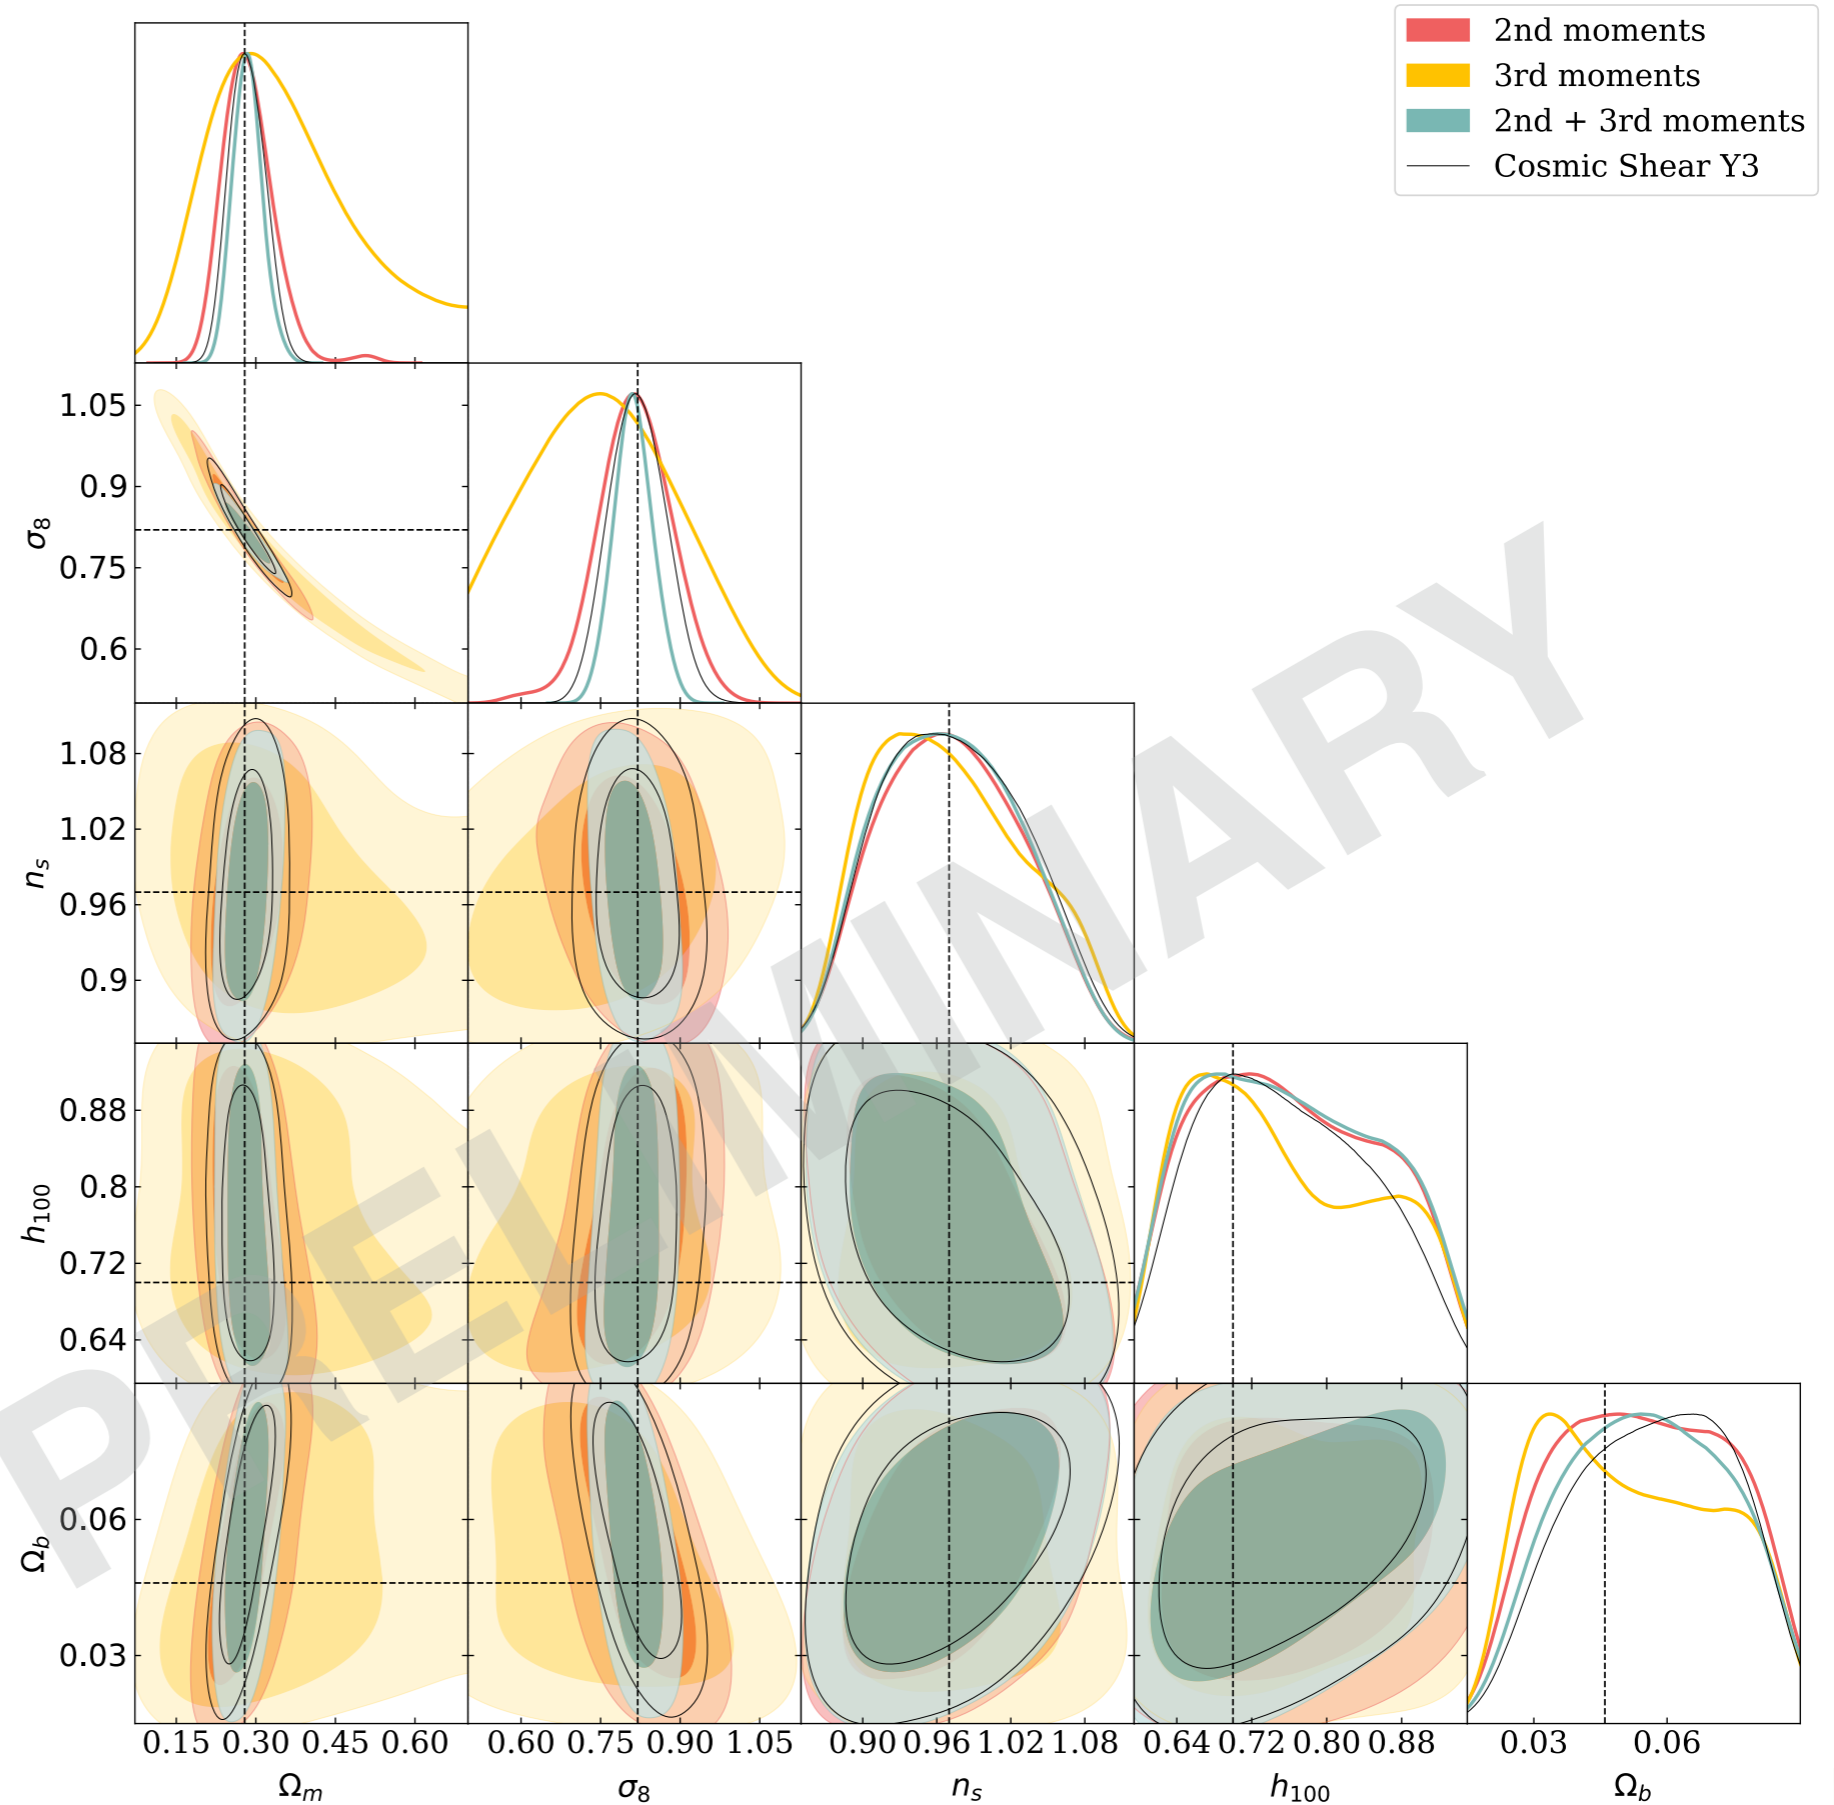 2nd moments
3rd moments
2nd + 3rd moments
Cosmic Shear Y3
1.05
0.9
0.75
0.6
σ8
1.08
1.02
0.96
0.9
ns
0.88
0.8
0.72
0.64
h100
0.06
0.03
Ωb
0.15 0.30 0.45 0.60 0.60 0.75 0.90 1.05 0.90 0.96 1.02 1.08 0.64 0.72 0.80 0.88 0.03 0.06
Ωm σ8 ns h100 Ωb
PRELIMINARY